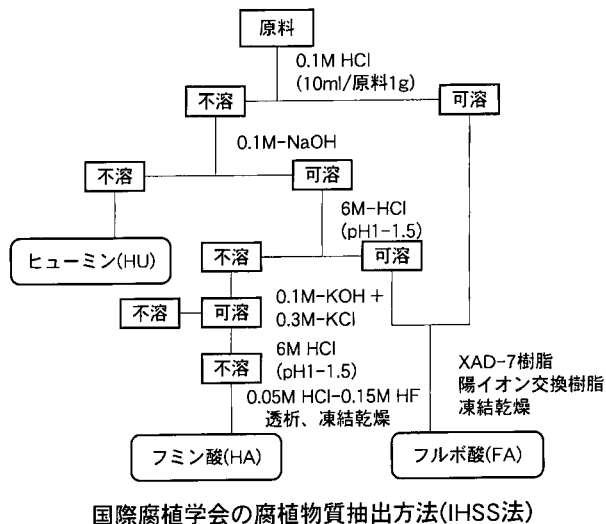 原料
0.1M HCl
(10ml/原料1g)
不溶
可溶
0.1M-NaOH
不溶
可溶
6M-HCl
(pH1-1.5)
ヒューミン(HU)
不溶
可溶
不溶
可溶
0.1M-KOH +
0.3M-KCl
不溶
6M HCl
(pH1-1.5)
0.05M HCl-0.15M HF
透析、凍結乾燥
XAD-7樹脂
陽イオン交換樹脂
凍結乾燥
フミン酸(HA)
フルボ酸(FA)
国際腐植学会の腐植物質抽出方法(IHSS法)